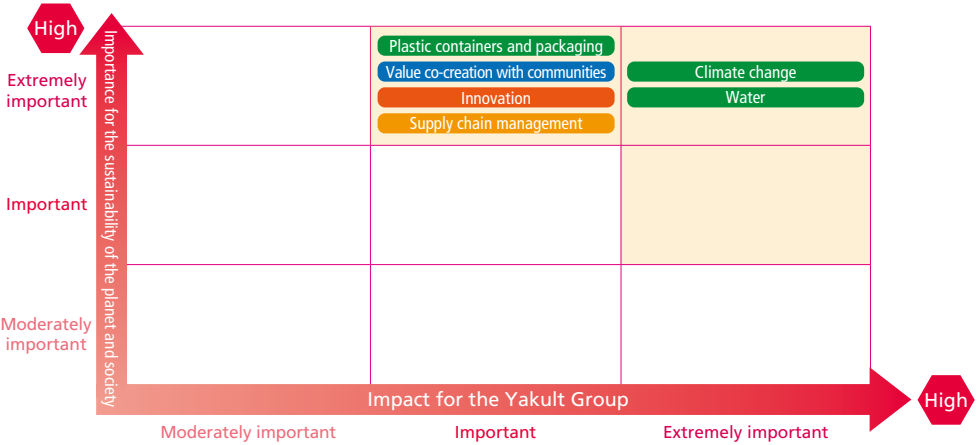 High
Importance for the sustainability of the planet and society
Extremely
important
Important
Moderately
important
Plastic containers and packaging
Value co-creation with communities
Innovation
Supply chain management
Climate change
Water
Impact for the Yakult Group
High
Moderately important
Important
Extremely important